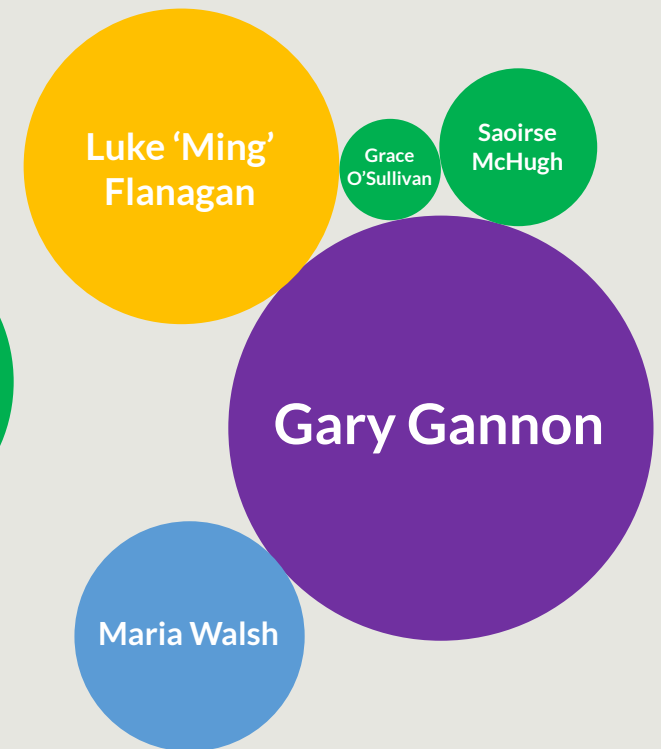 Luke ‘Ming’
Flanagan
Grace
O’Sullivan
Saoirse
McHugh
Gary Gannon
Maria Walsh